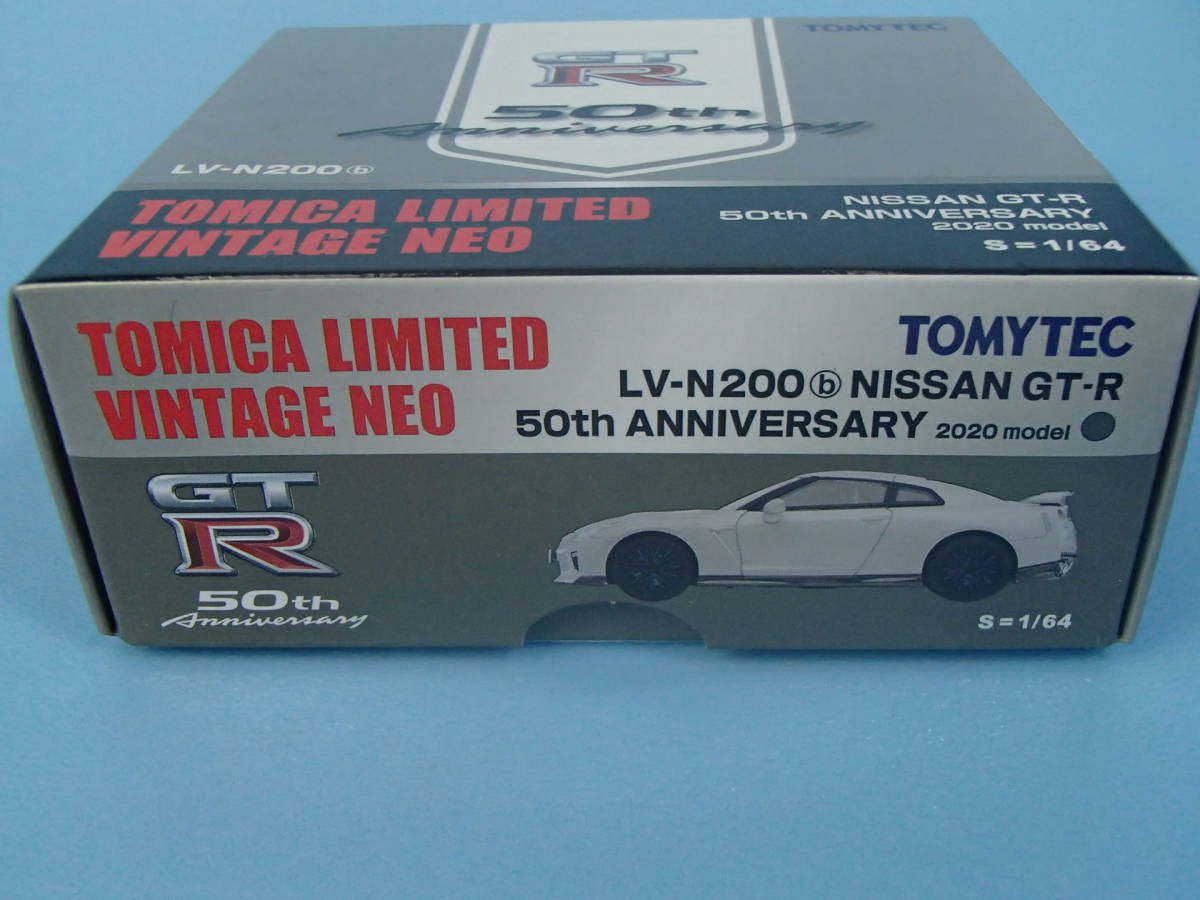 TOMYTEC
GT
R
50th
Anniversary
LV-N200ⓑ
TOMICA LIMITED
VINTAGE NEO
NISSAN GT-R
50th ANNIVERSARY
2020 model
S=1/64
TOMICA LIMITED
VINTAGE NEO
TOMYTEC
LV-N200ⓑ NISSAN GT-R
50th ANNIVERSARY 2020 model
GT
R
50th
Anniversary
S=1/64